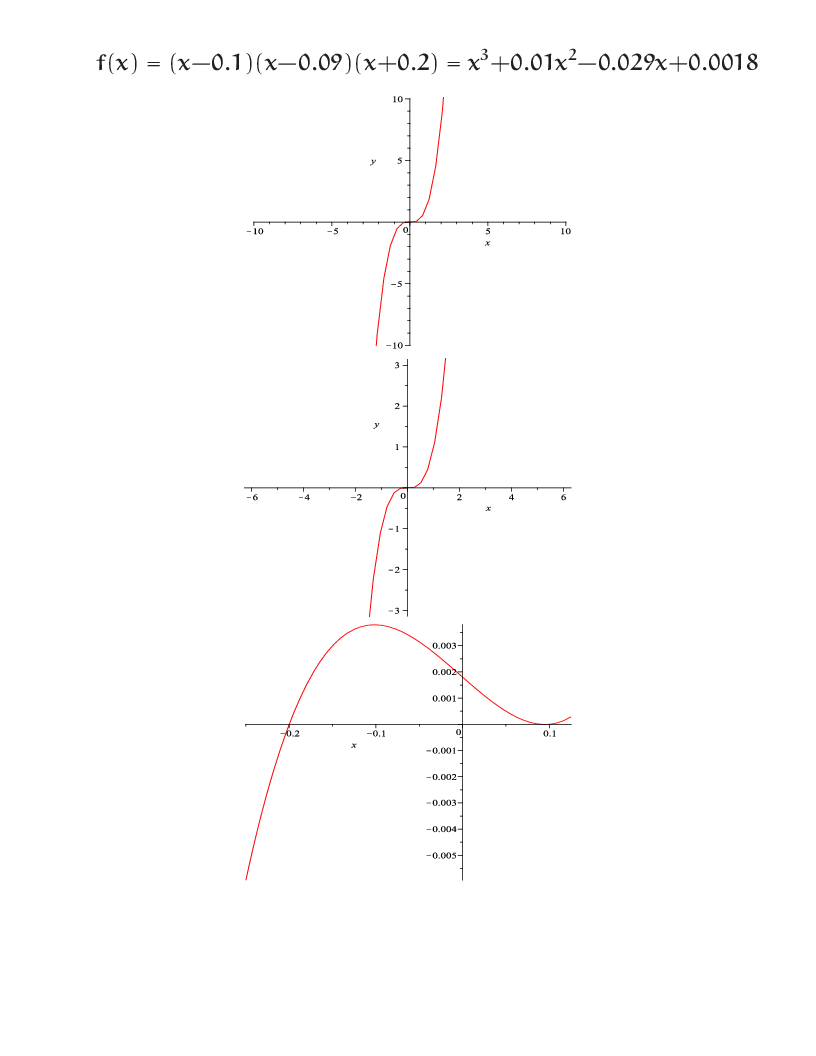 f(x) = (x−0.1)(x−0.09)(x+0.2) = x³+0.01x²−0.029x+0.0018
10
y 5
−10 −5 0 5 10
x
−5
−10
3
2
y
1
−6 −4 −2 0 2 4 6
x
−1
−2
−3
0.003
0.002
0.001
−0.2 −0.1 0 0.1
x
−0.001
−0.002
−0.003
−0.004
−0.005